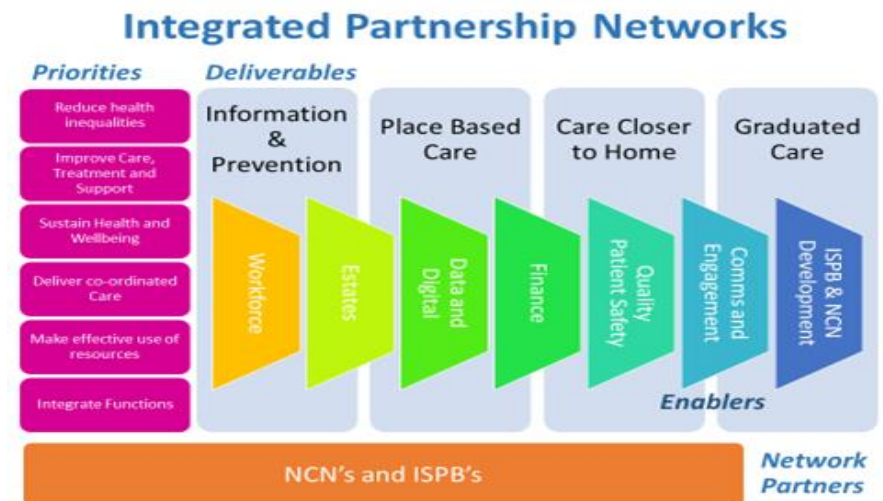 Integrated Partnership Networks
Priorities
Deliverables
Reduce health
inequalities
Improve Care,
Treatment and
Support
Sustain Health and
Wellbeing
Deliver co-ordinated
Care
Make effective use of
resources
Integrate Functions
Information
&
Prevention
Place Based
Care
Care Closer
to Home
Graduated
Care
Workforce
Estates
Data and
Digital
Finance
Quality
Patient Safety
Comms and
Engagement
ISPB & NCN
Development
Enablers
NCN's and ISPB's
Network
Partners